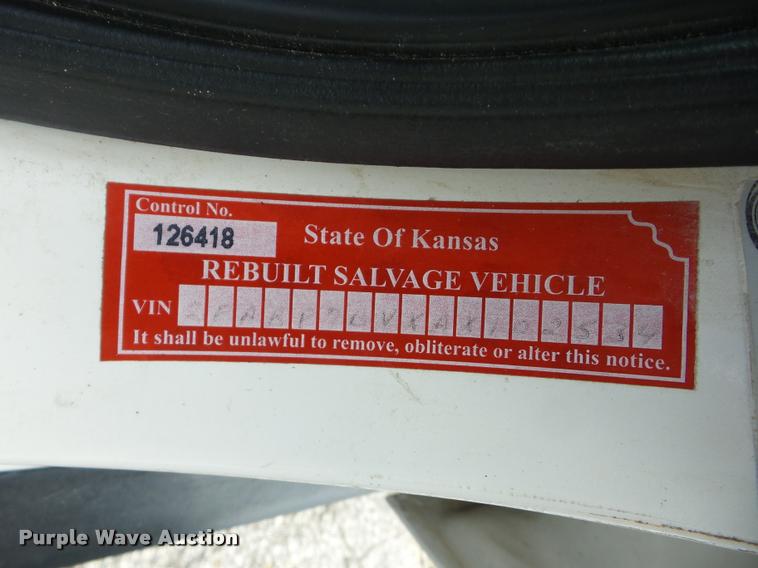 Control No.
126418
State Of Kansas
REBUILT SALVAGE VEHICLE
VIN
It shall be unlawful to remove, obliterate or alter this notice.
Purple Wave Auction